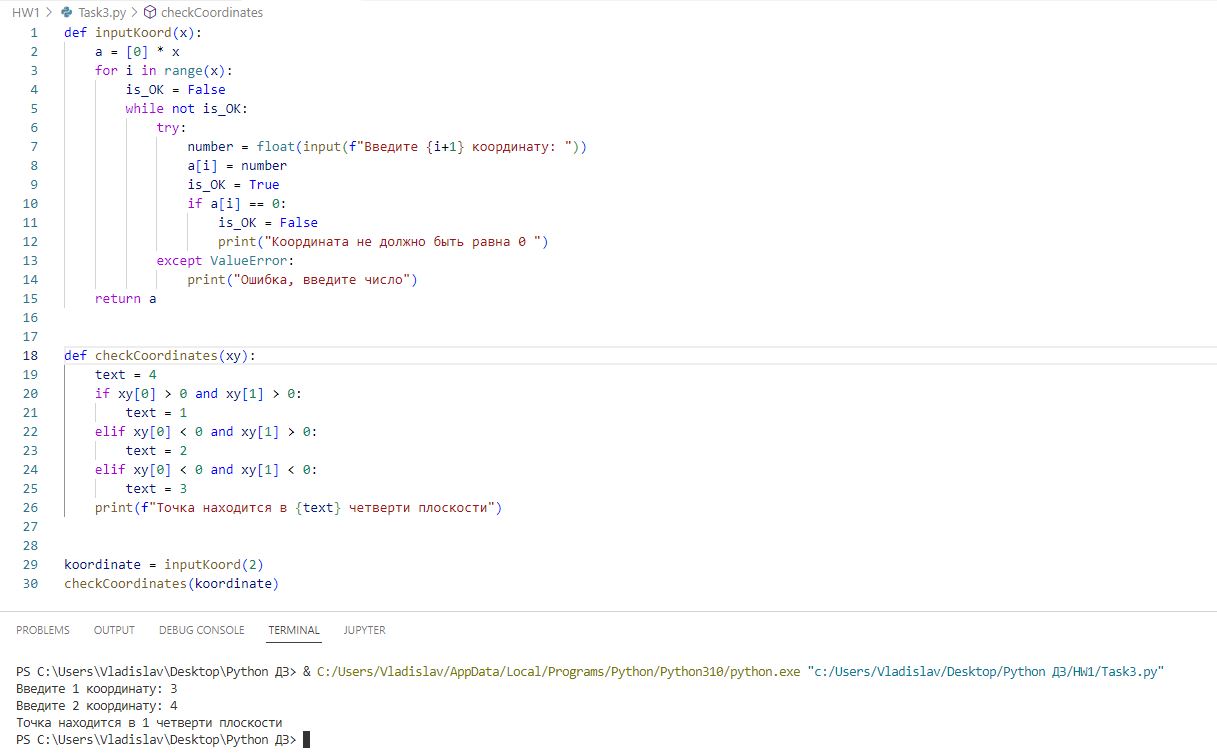 HW1 > Task3.py > checkCoordinates
1 def inputKoord(x):
2     a = [0] * x
3     for i in range(x):
4         is_OK = False
5         while not is_OK:
6             try:
7                 number = float(input(f"Введите {i+1} координату: "))
8                 a[i] = number
9                 is_OK = True
10                 if a[i] == 0:
11                     is_OK = False
12                     print("Координата не должно быть равна 0 ")
13             except ValueError:
14                 print("Ошибка, введите число")
15     return a
16
17
18 def checkCoordinates(xy):
19     text = 4
20     if xy[0] > 0 and xy[1] > 0:
21         text = 1
22     elif xy[0] < 0 and xy[1] > 0:
23         text = 2
24     elif xy[0] < 0 and xy[1] < 0:
25         text = 3
26     print(f"Точка находится в {text} четверти плоскости")
27
28
29 koordinate = inputKoord(2)
30 checkCoordinates(koordinate)
PROBLEMS OUTPUT DEBUG CONSOLE TERMINAL JUPYTER
PS C:\Users\Vladislav\Desktop\Python ДЗ> & C:/Users/Vladislav/AppData/Local/Programs/Python/Python310/python.exe "c:/Users/Vladislav/Desktop/Python ДЗ/HW1/Task3.py"
Введите 1 координату: 3
Введите 2 координату: 4
Точка находится в 1 четверти плоскости
PS C:\Users\Vladislav\Desktop\Python ДЗ>